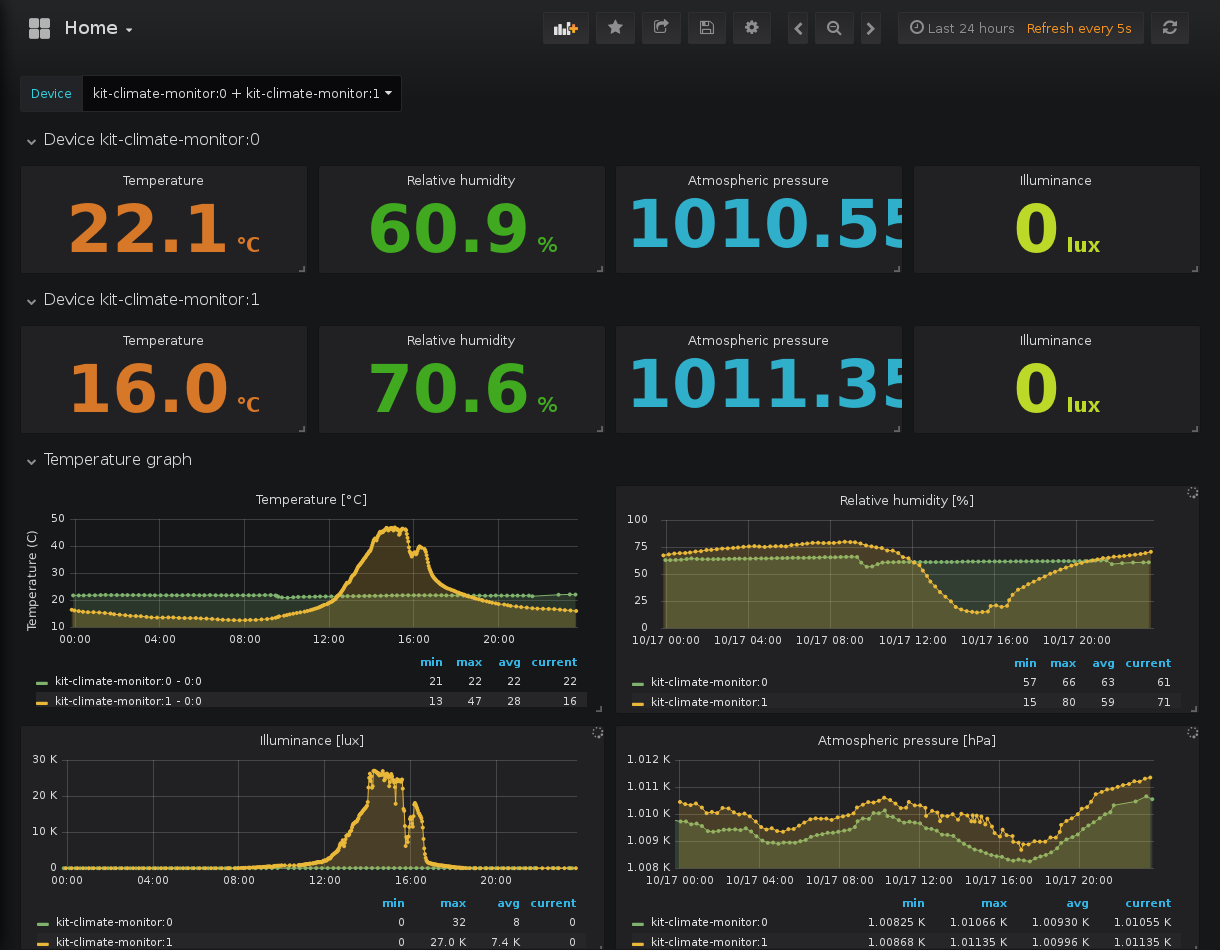 Home
Last 24 hours Refresh every 5s
Device kit-climate-monitor:0 + kit-climate-monitor:1
Device kit-climate-monitor:0
Temperature Relative humidity Atmospheric pressure Illuminance
22.1 °C 60.9 % 1010.55 0 lux
Device kit-climate-monitor:1
Temperature Relative humidity Atmospheric pressure Illuminance
16.0 °C 70.6 % 1011.35 0 lux
Temperature graph
Temperature [°C]
Temperature (C)
50
40
30
20
10
00:00 04:00 08:00 12:00 16:00 20:00
min max avg current
kit-climate-monitor:0 - 0:0 21 22 22 22
kit-climate-monitor:1 - 0:0 13 47 28 16
Relative humidity [%]
100
75
50
25
0
10/17 00:00 10/17 04:00 10/17 08:00 10/17 12:00 10/17 16:00 10/17 20:00
min max avg current
kit-climate-monitor:0 57 66 63 61
kit-climate-monitor:1 15 80 59 71
Illuminance [lux]
30 K
20 K
10 K
0
00:00 04:00 08:00 12:00 16:00 20:00
min max avg current
kit-climate-monitor:0 0 32 8 0
kit-climate-monitor:1 0 27.0 K 7.4 K 0
Atmospheric pressure [hPa]
1.012 K
1.011 K
1.010 K
1.009 K
1.008 K
10/17 00:00 10/17 04:00 10/17 08:00 10/17 12:00 10/17 16:00 10/17 20:00
min max avg current
kit-climate-monitor:0 1.00825 K 1.01066 K 1.00930 K 1.01055 K
kit-climate-monitor:1 1.00868 K 1.01135 K 1.00996 K 1.01135 K